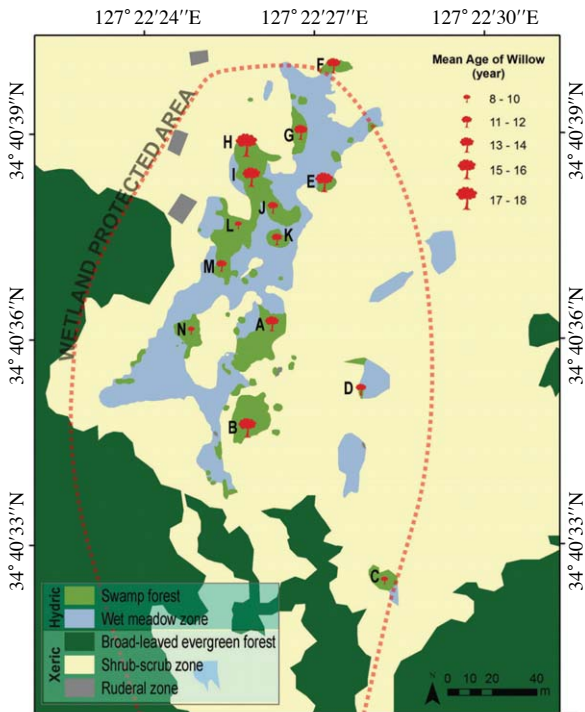 127° 22′24″ 127° 22′27″ 127° 22′30″
Mean Age of Willow
(year)
8 - 10
11 - 12
13 - 14
15 - 16
17 - 18
34° 40′39″N
34° 40′39″N
34° 40′36″N
34° 40′36″N
34° 40′33″N
34° 40′33″N
WETLAND PROTECTED AREA
F
G
H
I
E
J
L
K
M
N
A
D
B
C
Hydric
Swamp forest
Wet meadow zone
Xeric
Broad-leaved evergreen forest
Shrub-scrub zone
Ruderal zone
N
0 10 20 40
m